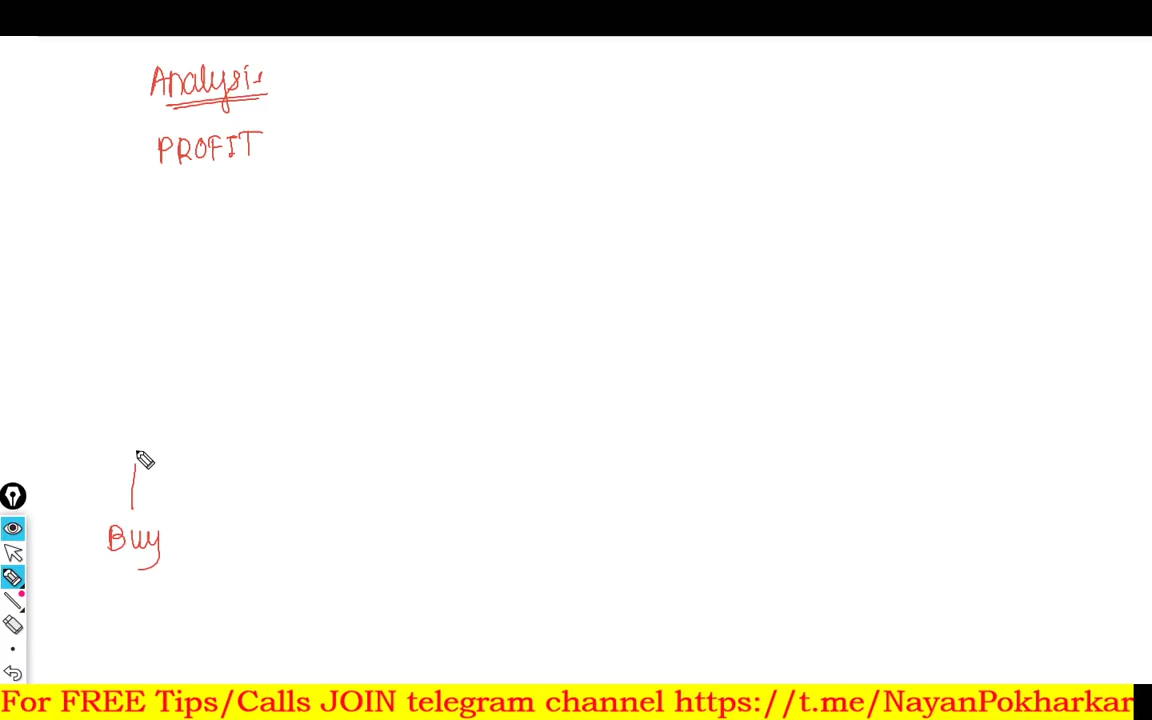 Analysis
PROFIT
Buy
For FREE Tips/Calls JOIN telegram channel https://t.me/NayanPokharkar